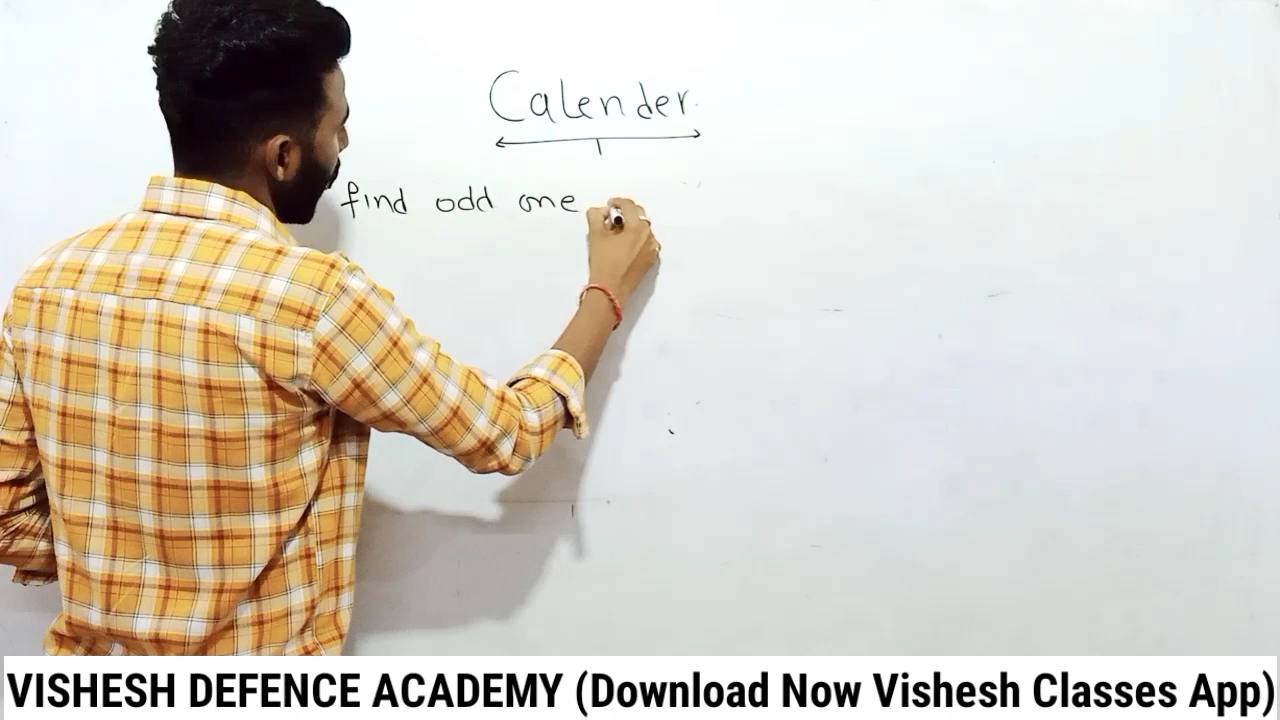 Calender
find odd one
VISHESH DEFENCE ACADEMY (Download Now Vishesh Classes App)